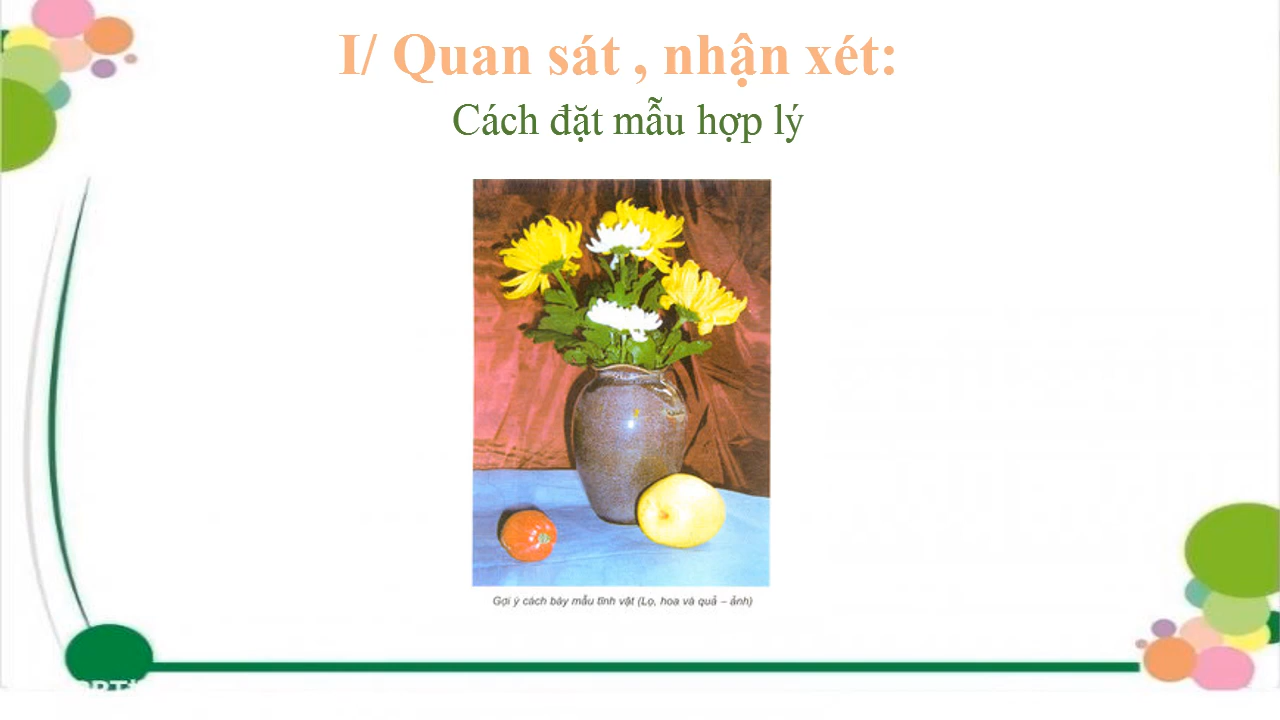 I/ Quan sát , nhận xét:
Cách đặt mẫu hợp lý
Gợi ý cách bày mẫu tĩnh vật (Lọ, hoa và quả – ảnh)